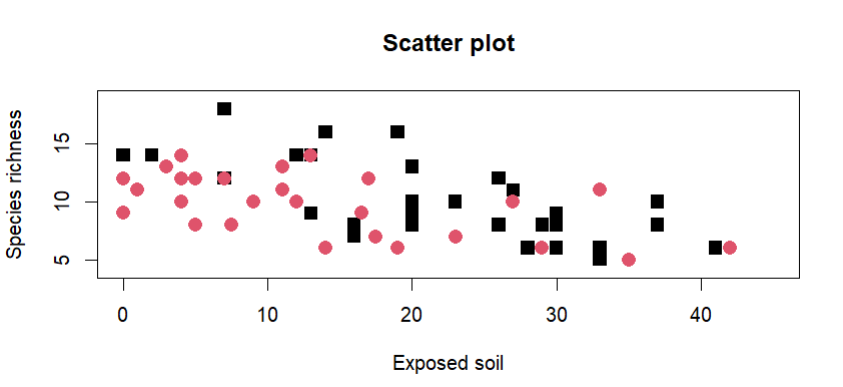 Scatter plot
Species richness
15
10
5
0 10 20 30 40
Exposed soil